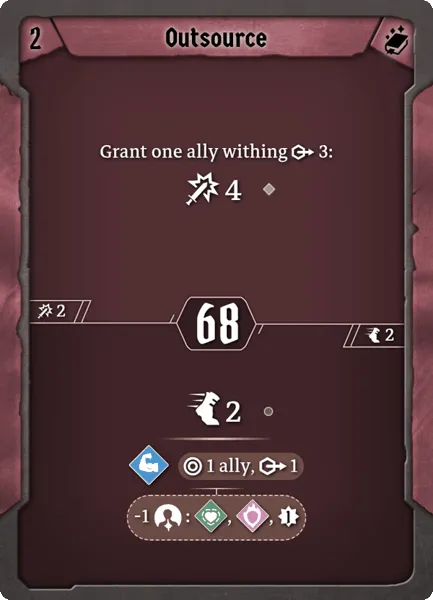 2 Outsource
Grant one ally withing 3:
4
2
68
2
2
1 ally, 1
-1 : , ,